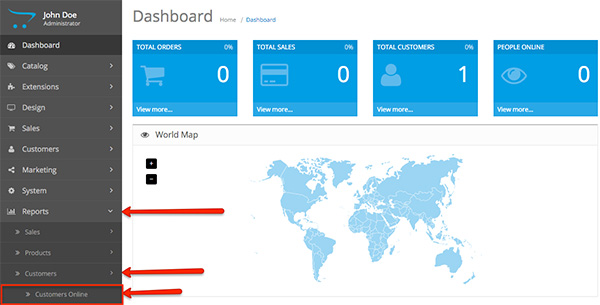 John Doe
Administrator
Dashboard
Catalog
Extensions
Design
Sales
Customers
Marketing
System
Reports
Sales
Products
Customers
Customers Online
Dashboard
Home / Dashboard
TOTAL ORDERS 0%
0
View more...
TOTAL SALES 0%
0
View more...
TOTAL CUSTOMERS 0%
1
View more...
PEOPLE ONLINE
0
View more...
World Map
+
−